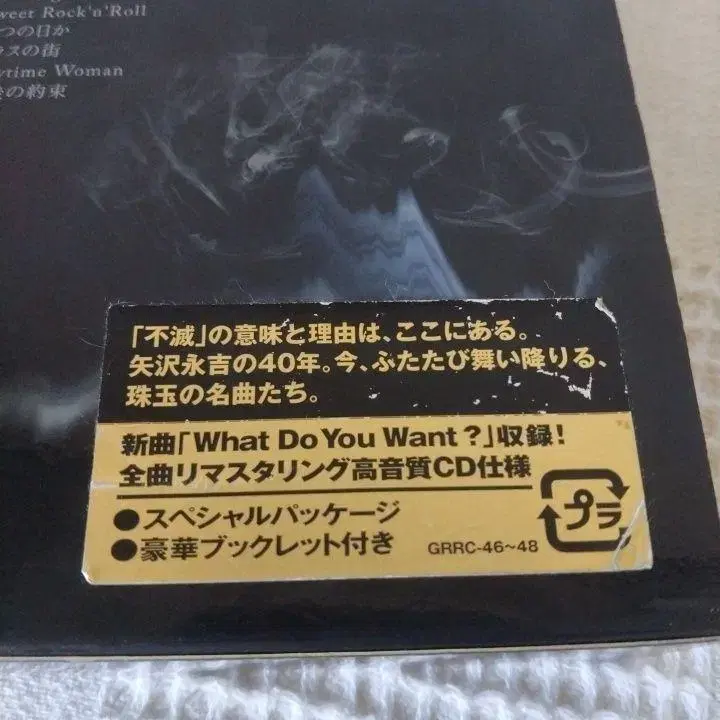 Rock'n'Roll
つの日か
ラスの街
time Woman
の約束
「不滅」の意味と理由は、ここにある。
矢沢永吉の40年。今、ふたたび舞い降りる、
珠玉の名曲たち。
新曲「What Do You Want?」収録!
全曲リマスタリング高音質CD仕様
●スペシャルパッケージ
●豪華ブックレット付き
GRRC-46~48
プラ